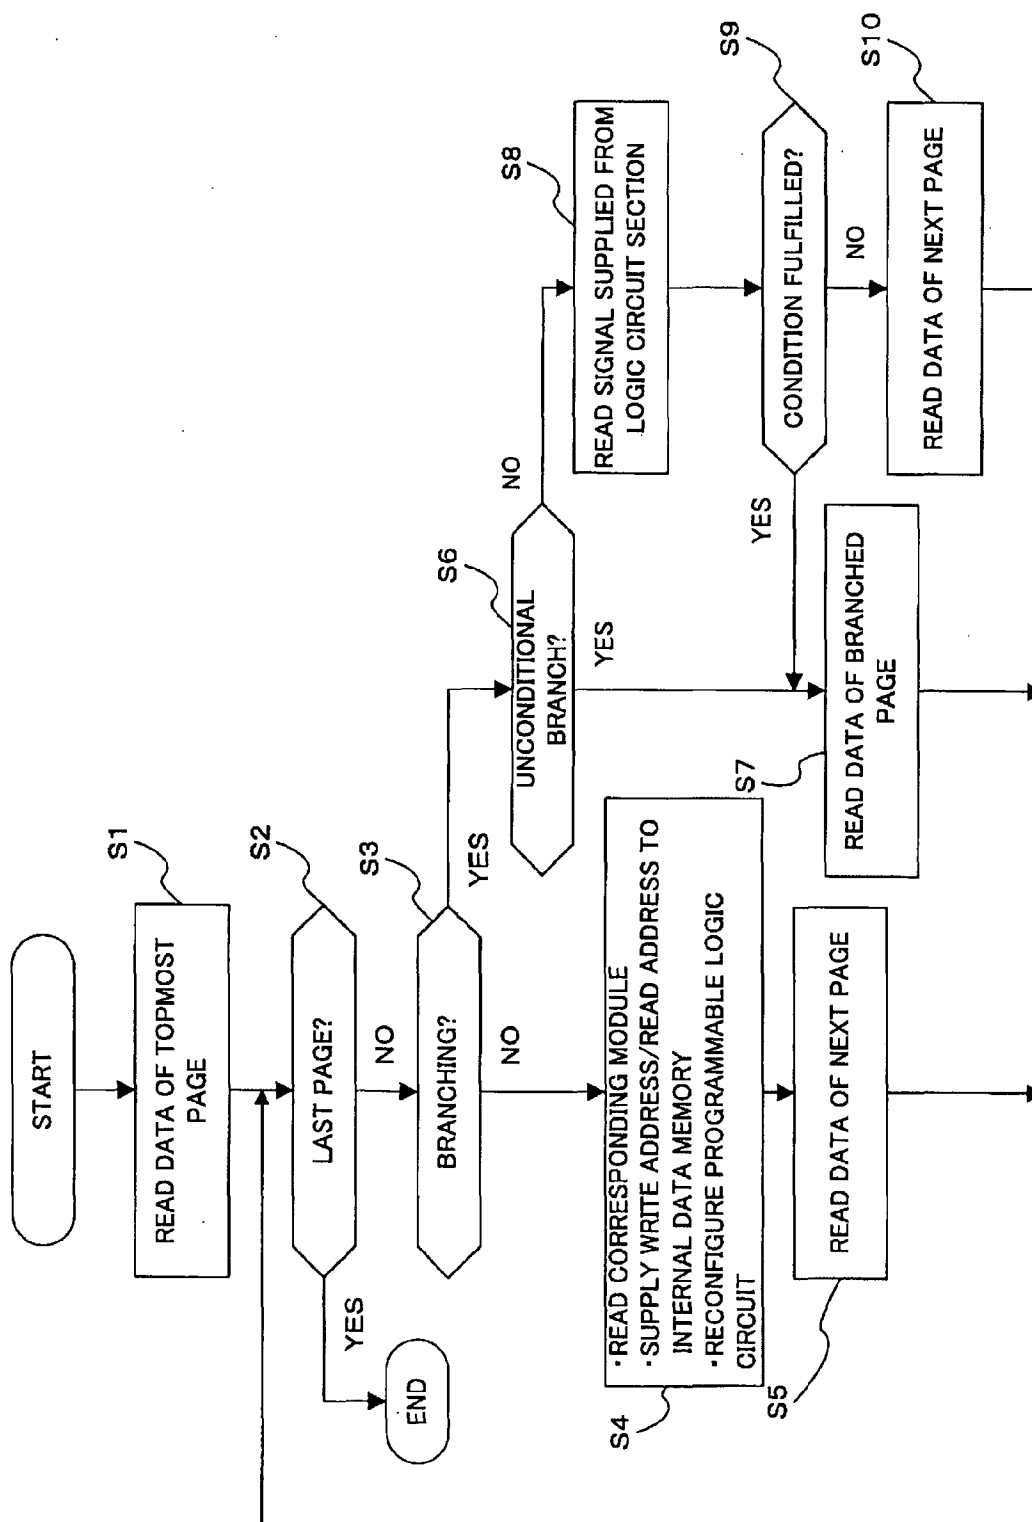 START
S1
READ DATA OF TOPMOST
PAGE
S2
LAST PAGE?
YES
NO
END
S3
BRANCHING?
YES
NO
S4
・READ CORRESPONDING MODULE
・SUPPLY WRITE ADDRESS/READ ADDRESS TO
INTERNAL DATA MEMORY
・RECONFIGURE PROGRAMMABLE LOGIC
CIRCUIT
S5
READ DATA OF NEXT PAGE
S6
UNCONDITIONAL
BRANCH?
NO
YES
S7
READ DATA OF BRANCHED
PAGE
S8
READ SIGNAL SUPPLIED FROM
LOGIC CIRCUIT SECTION
S9
CONDITION FULFILLED?
YES
NO
S10
READ DATA OF NEXT PAGE